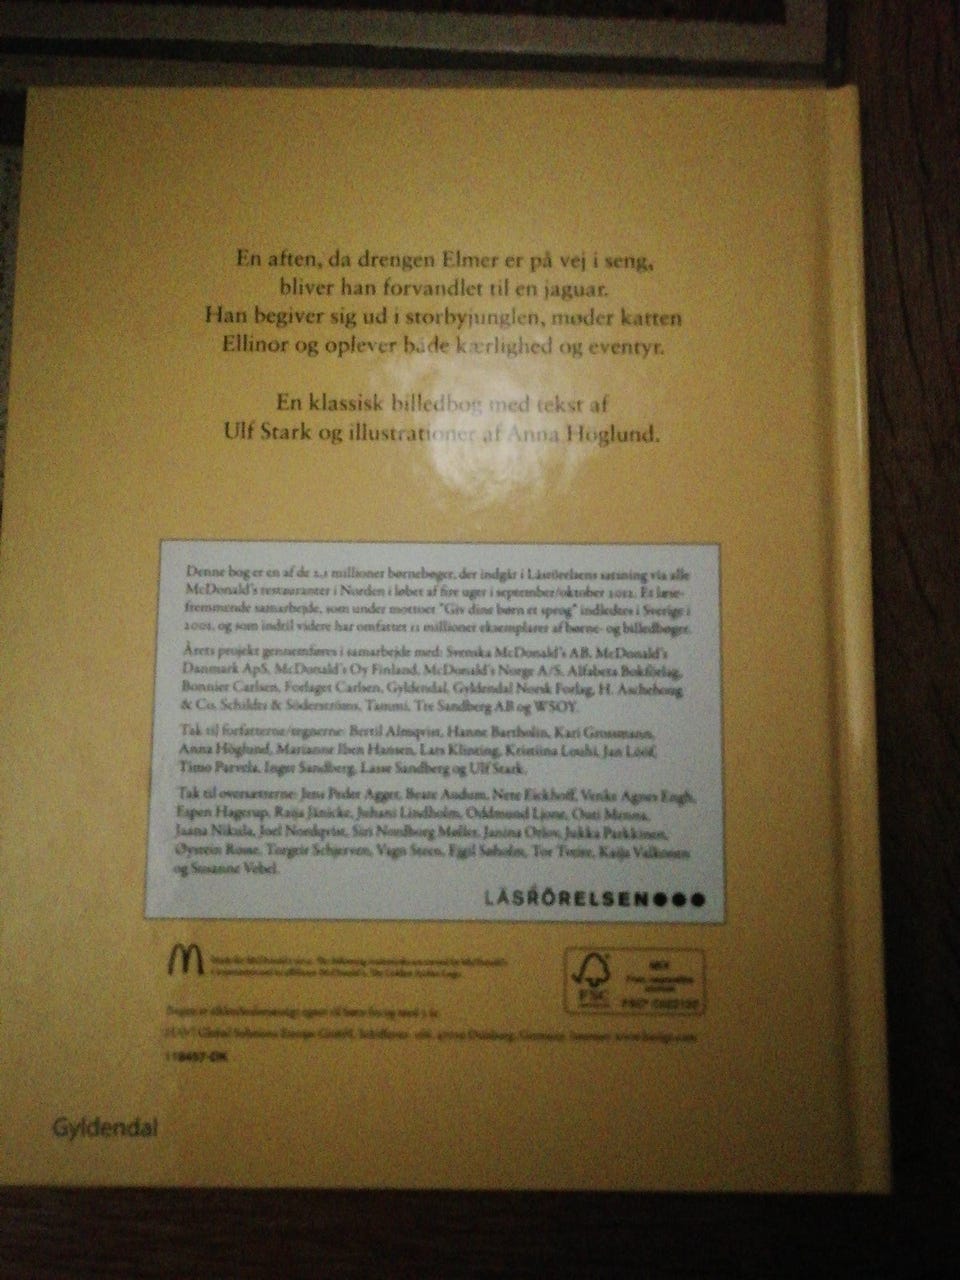 En aften, da drengen Elmer er på vej i seng,
bliver han forvandlet til en jaguar.
Han begiver sig ud i storbyjunglen, møder katten
Ellinor og oplever både kærlighed og eventyr.
En klassisk billedbog med tekst af
Ulf Stark og illustrationer af Anna Höglund.
Denne bog er en af de 2,1 millioner børnebøger, der indgår i Läsrörelsens satsning via alle
McDonald's restauranter i Norden i løbet af fire uger i september/oktober 2012. Et læse-
fremmende samarbejde, som under mottoet "Giv dine børn et sprog" indledtes i Sverige i
2001, og som indtil videre har omfattet 11 millioner eksemplarer af børne- og billedbøger.
Årets projekt gennemføres i samarbejde med: Svenska McDonald's AB, McDonald's
Danmark ApS, McDonald's Oy Finland, McDonald's Norge A/S, Alfabeta Bokförlag,
Bonnier Carlsen, Forlaget Carlsen, Gyldendal, Gyldendal Norsk Forlag, H. Aschehoug
& Co, Schildts & Söderströms, Tammi, Tre Sandberg AB og WSOY.
Tak til forfatterne/tegnerne: Bertil Almqvist, Hanne Bartholin, Kari Grossmann,
Anna Höglund, Marianne Iben Hansen, Lars Klinting, Kristiina Louhi, Jan Lööf,
Timo Parvela, Inger Sandberg, Lasse Sandberg og Ulf Stark.
Tak til oversætterne: Jens Peder Agger, Beate Audum, Nete Eickhoff, Venke Agnes Engh,
Espen Hagerup, Raija Jänicke, Juhani Lindholm, Oddmund Ljone, Outi Menna,
Jaana Nikula, Joel Nordqvist, Siri Nordborg Møller, Janina Orlov, Jukka Parkkinen,
Øystein Rosse, Torgeir Schjerven, Vagn Steen, Egil Søholm, Tor Kaija Valkonen
og Susanne Vebel.
LÄSRÖRELSEN
FSC
MIX
HAVI Global Solutions Europe GmbH, Duisburg, Germany
118457-DK
Gyldendal